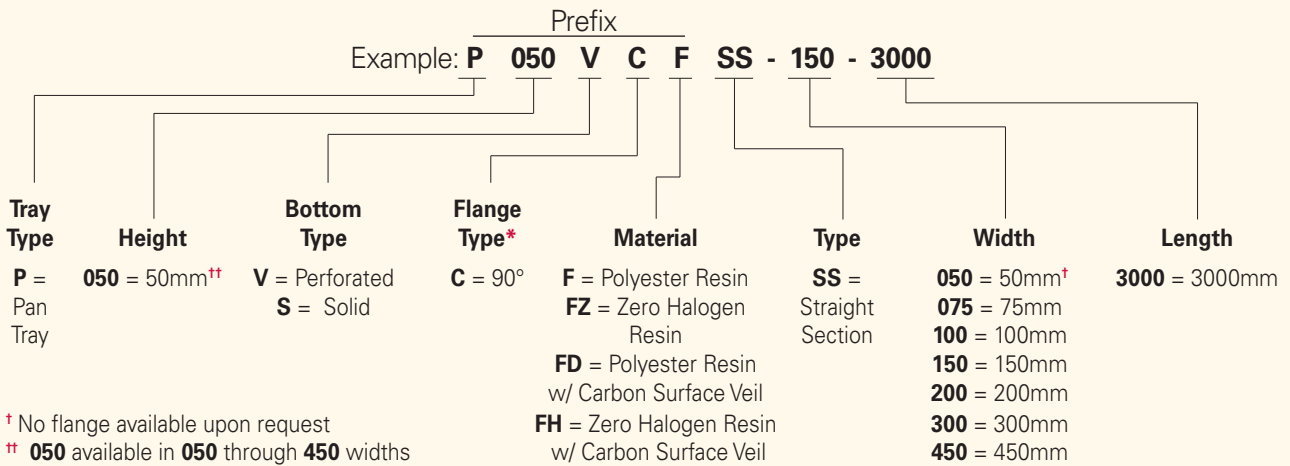 Prefix
Example: P 050 V C F SS - 150 - 3000
Tray Type
P = Pan Tray
Height
050 = 50mm††
Bottom Type
V = Perforated
S = Solid
Flange Type*
C = 90°
Material
F = Polyester Resin
FZ = Zero Halogen
Resin
FD = Polyester Resin
w/ Carbon Surface Veil
FH = Zero Halogen Resin
w/ Carbon Surface Veil
Type
SS =
Straight
Section
Width
050 = 50mm†
075 = 75mm
100 = 100mm
150 = 150mm
200 = 200mm
300 = 300mm
450 = 450mm
Length
3000 = 3000mm
† No flange available upon request
†† 050 available in 050 through 450 widths